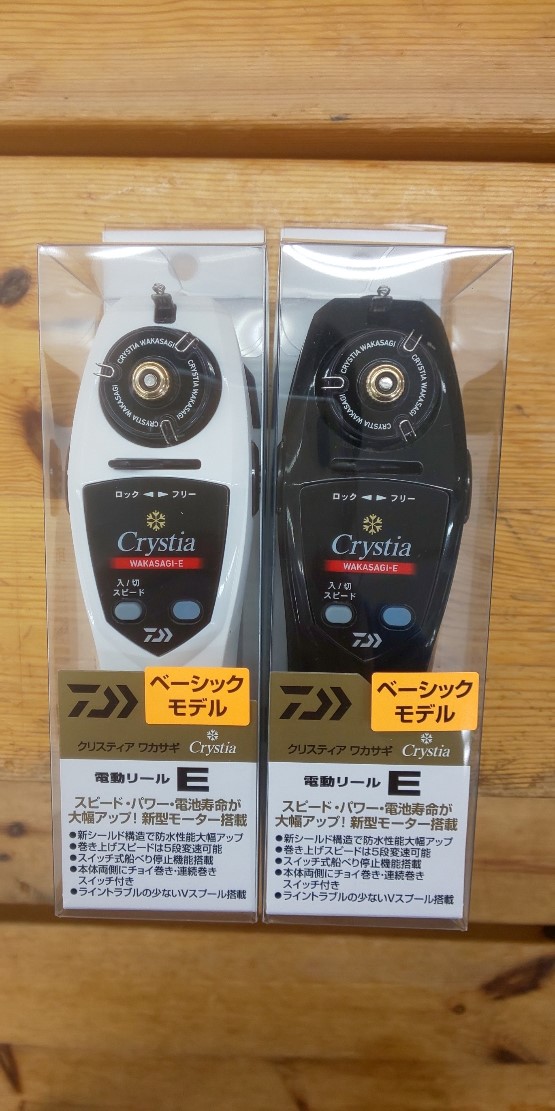 CRYSTIA WAKASAGI
CRYSTIA WAKASAGI
CRYSTIA WAKASAGI
ロック ◄ ► フリー
Crystia
WAKASAGI-E
入/切
スピード
ベーシック
モデル
クリスティア ワカサギ Crystia
電動リール E
スピード・パワー・電池寿命が
大幅アップ!新型モーター搭載
●新シールド構造で防水性能大幅アップ
●巻き上げスピードは5段変速可能
●スイッチ式船べり停止機能搭載
●本体両側にチョイ巻き・連続巻き
スイッチ付き
●ライントラブルの少ないVスプール搭載
CRYSTIA WAKASAGI
CRYSTIA WAKASAGI
CRYSTIA WAKASAGI
ロック ◄ ► フリー
Crystia
WAKASAGI-E
入/切
スピード
ベーシック
モデル
クリスティア ワカサギ Crystia
電動リール E
スピード・パワー・電池寿命が
大幅アップ!新型モーター搭載
●新シールド構造で防水性能大幅アップ
●巻き上げスピードは5段変速可能
●スイッチ式船べり停止機能搭載
●本体両側にチョイ巻き・連続巻き
スイッチ付き
●ライントラブルの少ないVスプール搭載